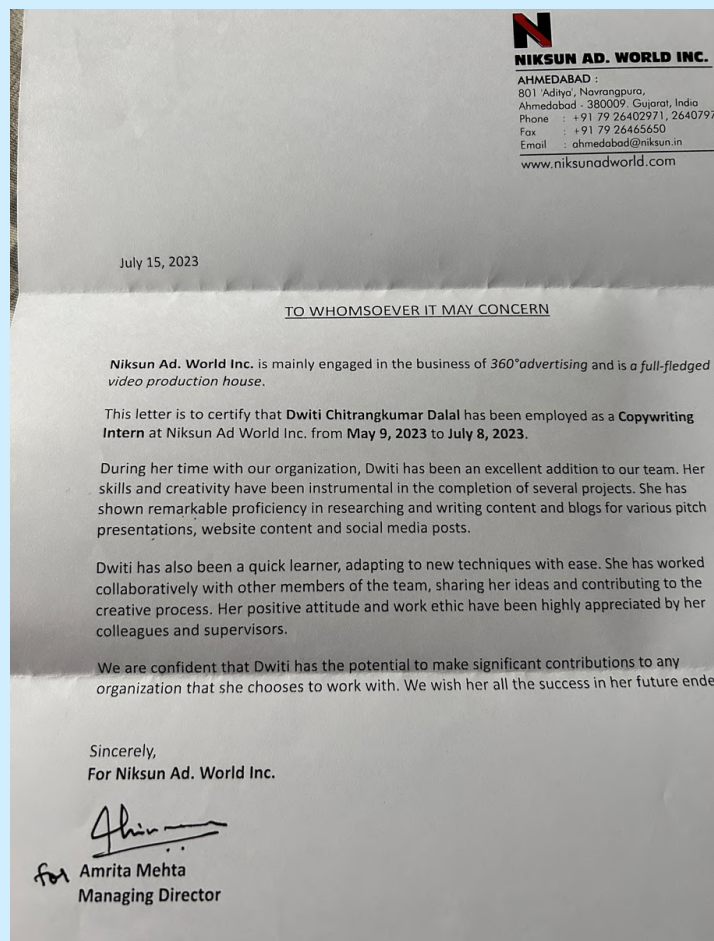 N
NIKSUN AD. WORLD INC.
AHMEDABAD :
801 'Aditya', Navrangpura,
Ahmedabad - 380009. Gujarat, India
Phone : +91 79 26402971, 2640797
Fax : +91 79 26465650
Email : ahmedabad@niksun.in
www.niksunadworld.com
July 15, 2023
TO WHOMSOEVER IT MAY CONCERN
Niksun Ad. World Inc. is mainly engaged in the business of 360°advertising and is a full-fledged
video production house.
This letter is to certify that Dwiti Chitrangkumar Dalal has been employed as a Copywriting
Intern at Niksun Ad World Inc. from May 9, 2023 to July 8, 2023.
During her time with our organization, Dwiti has been an excellent addition to our team. Her
skills and creativity have been instrumental in the completion of several projects. She has
shown remarkable proficiency in researching and writing content and blogs for various pitch
presentations, website content and social media posts.
Dwiti has also been a quick learner, adapting to new techniques with ease. She has worked
collaboratively with other members of the team, sharing her ideas and contributing to the
creative process. Her positive attitude and work ethic have been highly appreciated by her
colleagues and supervisors.
We are confident that Dwiti has the potential to make significant contributions to any
organization that she chooses to work with. We wish her all the success in her future ende
Sincerely,
For Niksun Ad. World Inc.
for Amrita Mehta
Managing Director